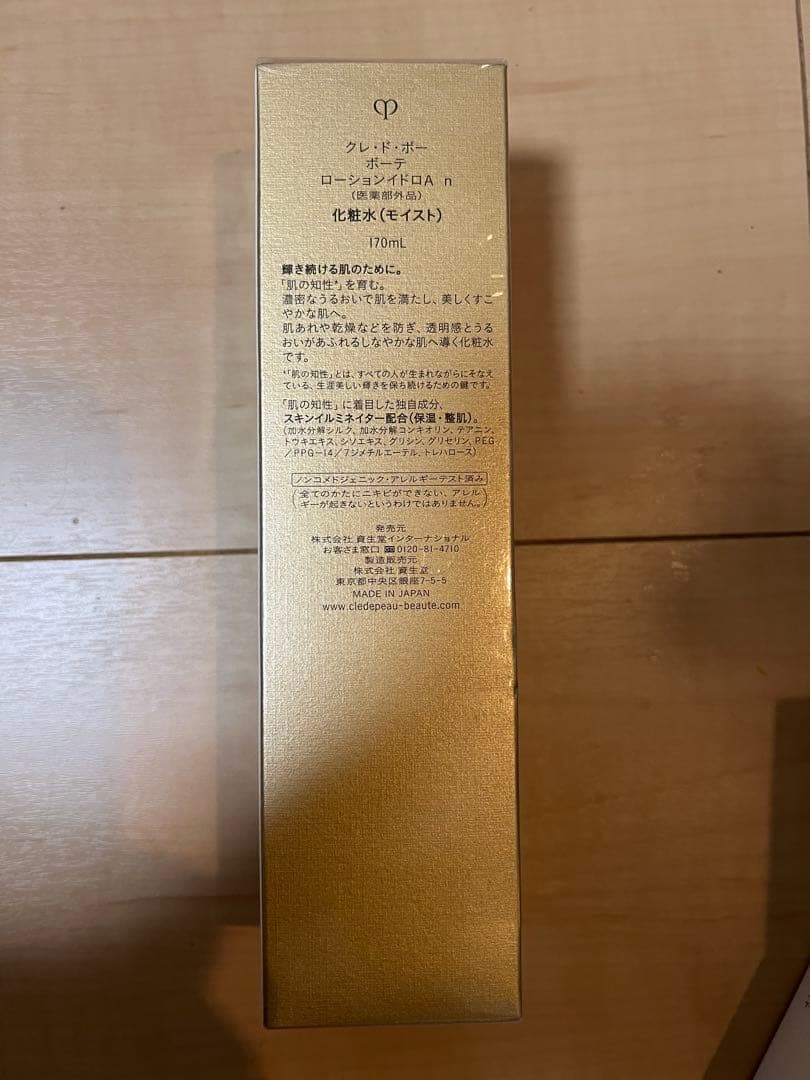 クレ・ド・ポー
ボーテ
ローションイドロA n
(医薬部外品)
化粧水(モイスト)
170mL
輝き続ける肌のために。
「肌の知性*」を育む。
濃密なうるおいで肌を満たし、美しくすこ
やかな肌へ。
肌あれや乾燥などを防ぎ、透明感とうる
おいがあふれるしなやかな肌へ導く化粧水
です。
*「肌の知性」とは、すべての人が生まれながらにそなえ
ている、生涯美しい輝きを保ち続けるための鍵です。
「肌の知性」に着目した独自成分、
スキンイルミネイター配合(保湿・整肌)。
(加水分解シルク、加水分解コンキオリン、テアニン、
トウキエキス、シソエキス、グリシン、グリセリン、PEG
/PPG-14/7ジメチルエーテル、トレハロース)
ノンコメドジェニック・アレルギーテスト済み
(全てのかたにニキビができない、アレル
ギーが起きないというわけではありません。)
発売元
株式会社 資生堂インターナショナル
お客さま窓口 ☎0120-81-4710
製造販売元
株式会社 資生堂
東京都中央区銀座7-5-5
MADE IN JAPAN
www.cledepeau-beaute.com